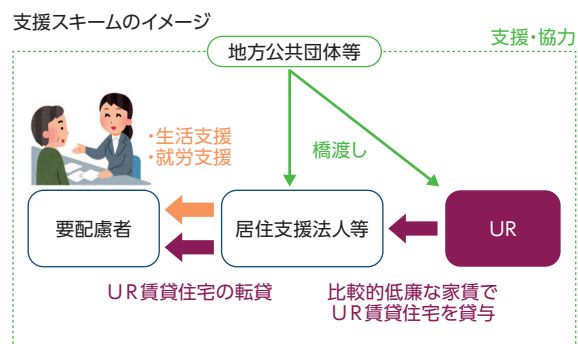 支援スキームのイメージ
支援・協力
地方公共団体等
・生活支援
・就労支援
橋渡し
要配慮者
居住支援法人等
UR
UR賃貸住宅の転貸
比較的低廉な家賃で
UR賃貸住宅を貸与